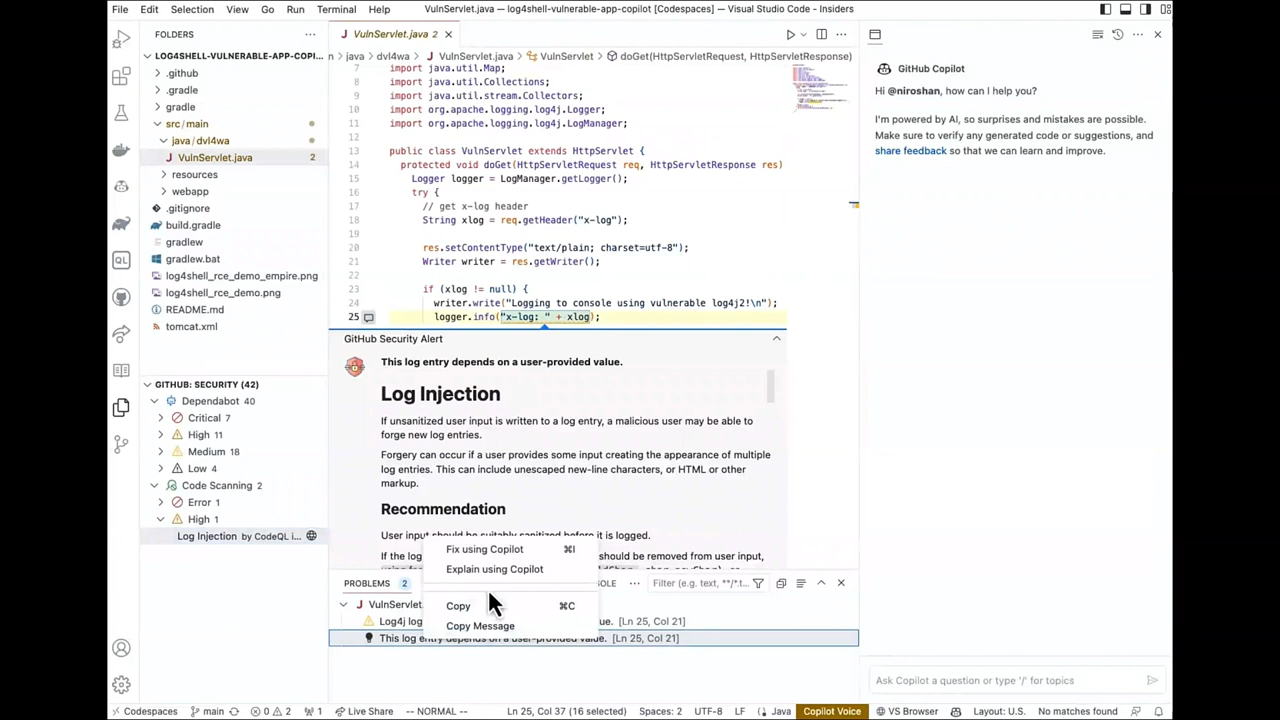 File Edit Selection View Go Run Terminal Help VulnServlet.java — log4shell-vulnerable-app-copilot [Codespaces] — Visual Studio Code - Insiders
FOLDERS
LOG4SHELL-VULNERABLE-APP-COPI...
.github
.gradle
gradle
src/main
java/dvl4wa
VulnServlet.java 2
resources
webapp
.gitignore
build.gradle
gradlew
gradlew.bat
log4shell_rce_demo_empire.png
log4shell_rce_demo.png
README.md
tomcat.xml
GITHUB: SECURITY (42)
Dependabot 40
Critical 7
High 11
Medium 18
Low 4
Code Scanning 2
Error 1
High 1
Log Injection by CodeQL i...
QL
VulnServlet.java 2
n > java > dvl4wa > VulnServlet.java > VulnServlet > doGet(HttpServletRequest, HttpServletResponse)
7 import java.util.Map;
8 import java.util.Collections;
9 import java.util.stream.Collectors;
10 import org.apache.logging.log4j.Logger;
11 import org.apache.logging.log4j.LogManager;
12
13 public class VulnServlet extends HttpServlet {
14 protected void doGet(HttpServletRequest req, HttpServletResponse res)
15 Logger logger = LogManager.getLogger();
16 try {
17 // get x-log header
18 String xlog = req.getHeader("x-log");
19
20 res.setContentType("text/plain; charset=utf-8");
21 Writer writer = res.getWriter();
22
23 if (xlog != null) {
24 writer.write("Logging to console using vulnerable log4j2!\n");
25 logger.info("x-log: " + xlog);
GitHub Security Alert
This log entry depends on a user-provided value.
Log Injection
If unsanitized user input is written to a log entry, a malicious user may be able to
forge new log entries.
Forgery can occur if a user provides some input creating the appearance of multiple
log entries. This can include unescaped new-line characters, or HTML or other
markup.
Recommendation
User input should be suitably sanitized before it is logged.
If the log should be removed from user input,
Fix using Copilot ⌘I
Explain using Copilot
Copy ⌘C
Copy Message
PROBLEMS 2 SOLE ... Filter (e.g. text, **/*.t...
VulnServlet.
Log4j log ue. [Ln 25, Col 21]
This log entry depends on a user-provided value. [Ln 25, Col 21]
GitHub Copilot
Hi @niroshan, how can I help you?
I'm powered by AI, so surprises and mistakes are possible.
Make sure to verify any generated code or suggestions, and
share feedback so that we can learn and improve.
Ask Copilot a question or type '/' for topics
Codespaces main 0 2 1 Live Share -- NORMAL -- Ln 25, Col 37 (16 selected) Spaces: 2 UTF-8 LF Java Copilot Voice VS Browser Layout: U.S. No matches found